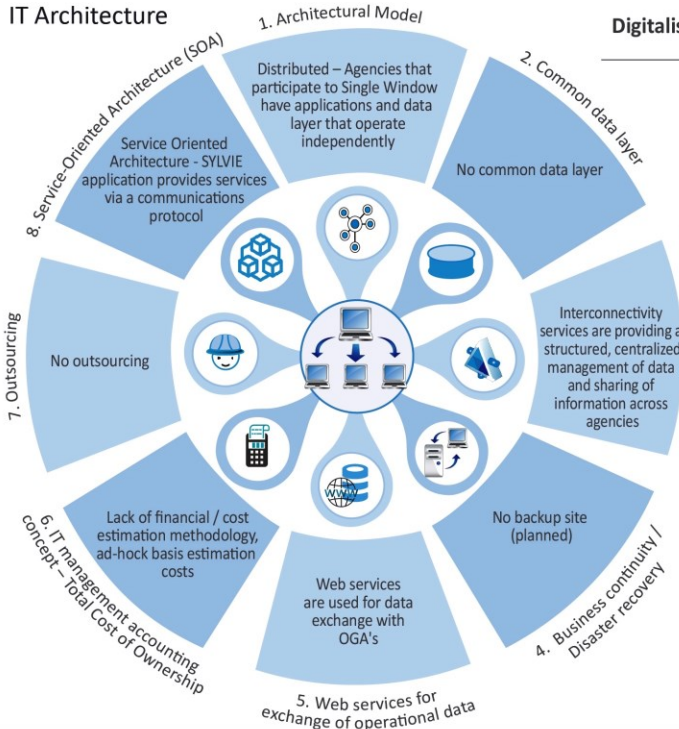 IT Architecture
Digitalis
1. Architectural Model
Distributed – Agencies that
participate to Single Window
have applications and data
layer that operate
independently
2. Common data layer
No common data layer
Interconnectivity
services are providing a
structured, centralized
management of data
and sharing of
information across
agencies
4. Business continuity /
Disaster recovery
No backup site
(planned)
5. Web services for
exchange of operational data
Web services
are used for data
exchange with
OGA's
6. IT management accounting
concept – Total Cost of Ownership
Lack of financial / cost
estimation methodology,
ad-hock basis estimation
costs
7. Outsourcing
No outsourcing
8. Service-Oriented Architecture (SOA)
Service Oriented
Architecture - SYLVIE
application provides services
via a communications
protocol
WWW